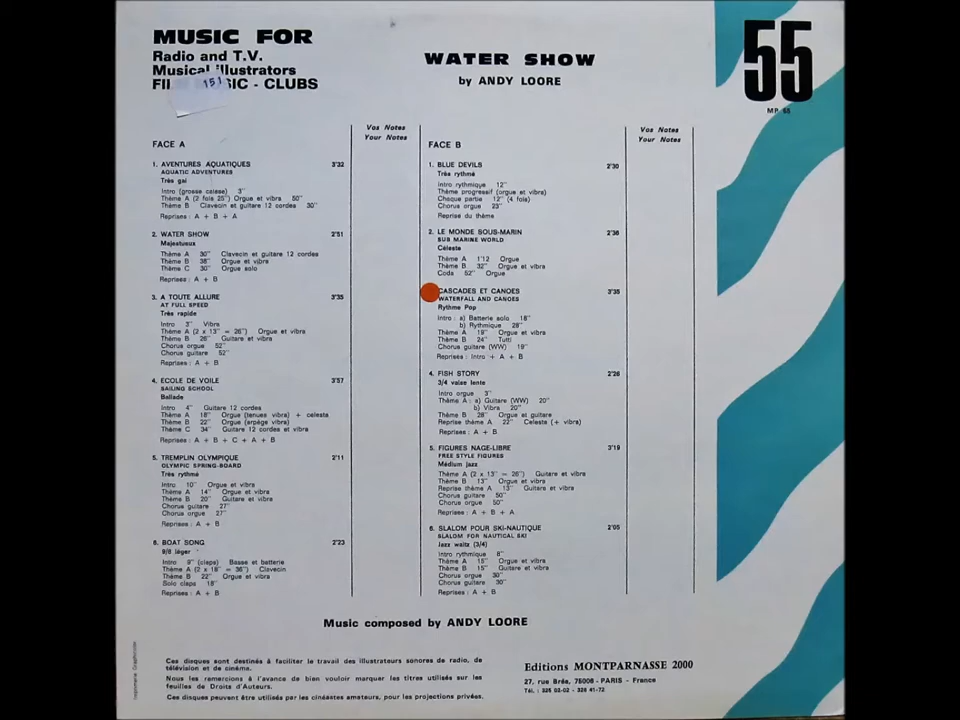 MUSIC FOR
Radio and T.V.
Musical illustrators
CLUBS
151
WATER SHOW
by ANDY LOORE
55
MP 55
FACE A
Vos Notes
Your Notes
1. AVENTURES AQUATIQUES 3'32
AQUATIC ADVENTURES
Très gai
Intro (grosse caisse) 3"
Thème A (2 fois 25") Orgue et vibra 50"
Thème B Clavecin et guitare 12 cordes 30"
Reprises : A + B + A
2. WATER SHOW 2'51
Majestueux
Thème A 30" Clavecin et guitare 12 cordes
Thème B 38" Orgue et vibra
Thème C 30" Orgue solo
Reprises : A + B
3. A TOUTE ALLURE 3'35
AT FULL SPEED
Très rapide
Intro 3" Vibra
Thème A (2 x 13" = 26") Orgue et vibra
Thème B 26" Guitare et vibra
Chorus orgue 52"
Chorus guitare 52"
Reprises : A + B
4. ECOLE DE VOILE 3'57
SAILING SCHOOL
Ballade
Intro 4" Guitare 12 cordes
Thème A 18" Orgue (tenues vibra) + celesta
Thème B 22" Orgue (arpège vibra)
Thème C 34" Guitare 12 cordes et vibra
Reprises : A + B + C + A + B
5. TREMPLIN OLYMPIQUE 2'11
OLYMPIC SPRING-BOARD
Très rythmé
Intro 10" Orgue et vibra
Thème A 14" Orgue et vibra
Thème B 20" Guitare et vibra
Chorus guitare 27"
Chorus orgue 27"
Reprises : A + B
6. BOAT SONG 2'23
9/8 léger
Intro 9" (claps) Basse et batterie
Thème A (2 x 18" = 36") Clavecin
Thème B 22" Orgue et vibra
Solo claps 18"
Reprises : A + B
FACE B
Vos Notes
Your Notes
1. BLUE DEVILS 2'30
Très rythmé
Intro rythmique 12"
Thème progressif (orgue et vibra)
Chaque partie 12" (4 fois)
Chorus orgue 23"
Reprise du thème
2. LE MONDE SOUS-MARIN 2'36
SUB MARINE WORLD
Céleste
Thème A 1'12 Orgue
Thème B 32" Orgue et vibra
Coda 52" Orgue
CASCADES ET CANOES 3'35
WATERFALL AND CANOES
Rythme Pop
Intro : a) Batterie solo 18"
b) Rythmique 28"
Thème A 19" Orgue et vibra
Thème B 24" Tutti
Chorus guitare (WW) 19"
Reprises : Intro + A + B
4. FISH STORY 2'26
3/4 valse lente
Intro orgue 3"
Thème A : a) Guitare (WW) 20"
b) Vibra 20"
Thème B 28" Orgue et guitare
Reprise thème A 22" Celesta (+ vibra)
Reprises : A + B
5. FIGURES NAGE-LIBRE 3'19
FREE STYLE FIGURES
Médium jazz
Thème A (2 x 13" = 26") Guitare et vibra
Thème B 13" Orgue et vibra
Reprise thème A 13" Guitare et vibra
Chorus guitare 50"
Chorus orgue 50"
Reprises : A + B + A
6. SLALOM POUR SKI-NAUTIQUE 2'05
SLALOM FOR NAUTICAL SKI
Jazz waltz (3/4)
Intro rythmique 8"
Thème A 15" Orgue et vibra
Thème B 15" Guitare et vibra
Chorus orgue 30"
Chorus guitare 30"
Reprises : A + B
Music composed by ANDY LOORE
Ces disques sont destinés à faciliter le travail des illustrateurs sonores de radio, de
télévision et de cinéma.
Nous les remercions à l'avance de bien vouloir marquer les titres utilisés sur les
feuilles de Droits d'Auteurs.
Ces disques peuvent être utilisés par les cinéastes amateurs, pour les projections privées.
Editions MONTPARNASSE 2000
27, rue Bréa, 75006 - PARIS - France
Tél. : 325 02-02 - 326 41-72